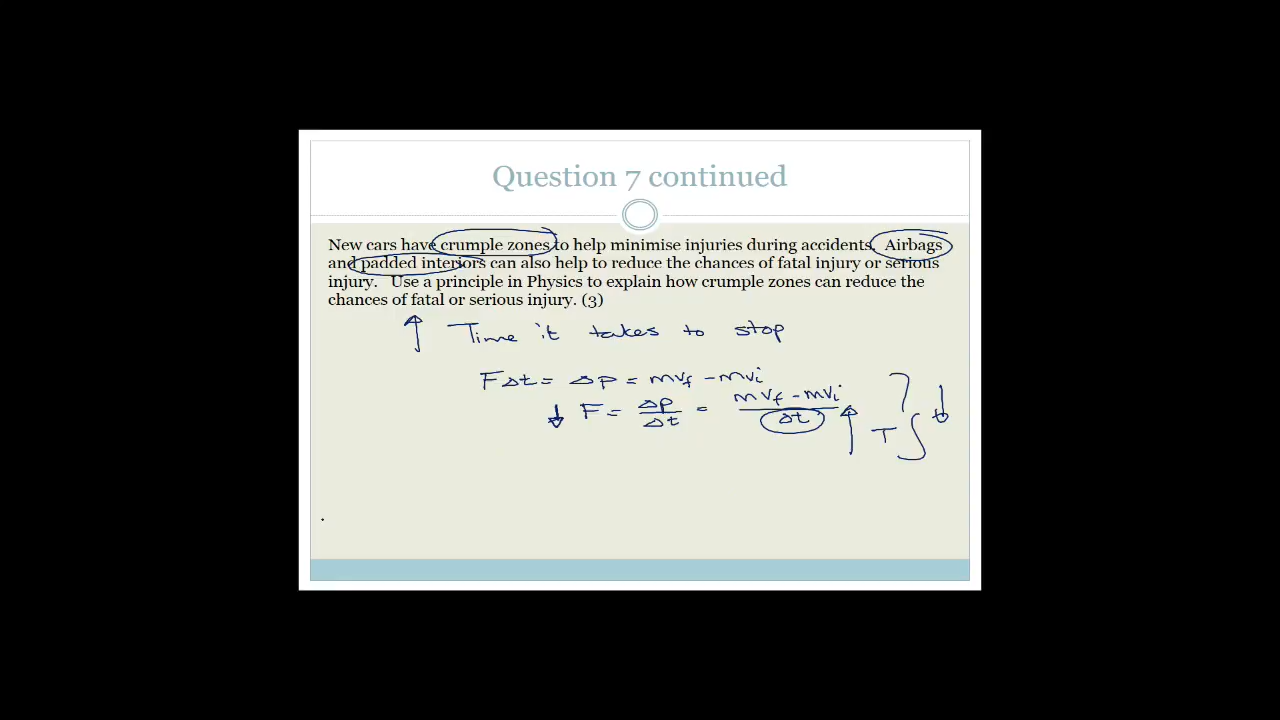 Question 7 continued
New cars have crumple zones to help minimise injuries during accidents. Airbags
and padded interiors can also help to reduce the chances of fatal injury or serious
injury. Use a principle in Physics to explain how crumple zones can reduce the
chances of fatal or serious injury. (3)
↑ Time it takes to stop
FΔt = Δp = mvf - mvi
↓ F = Δp/Δt = mvf - mvi/Δt ↑ ↓